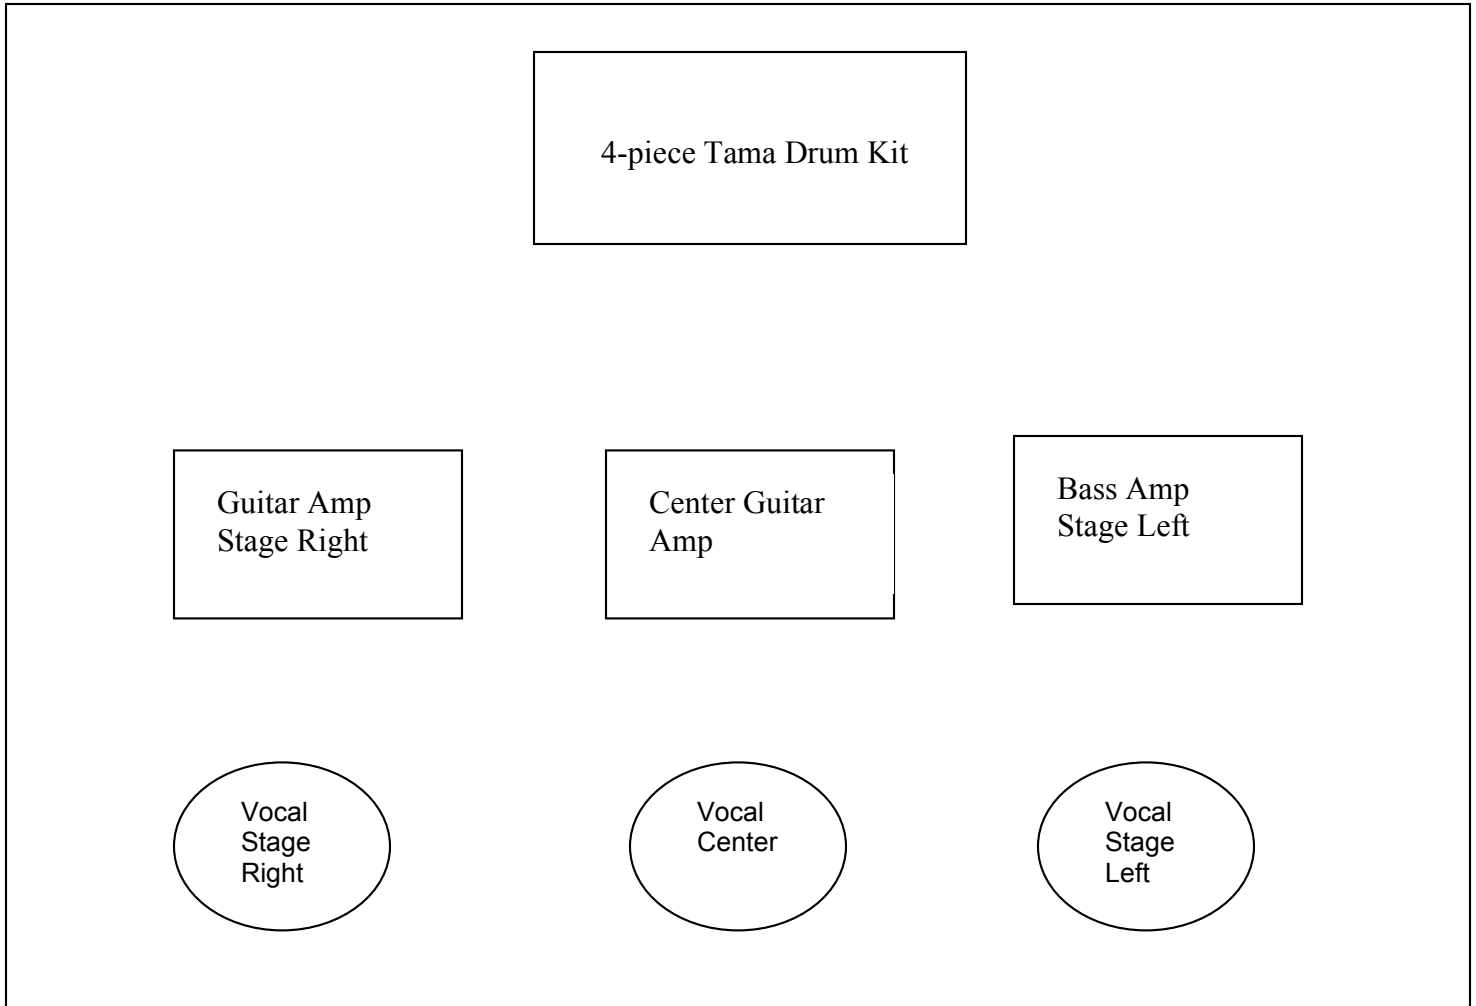 4-piece Tama Drum Kit
Guitar Amp
Stage Right
Center Guitar
Amp
Bass Amp
Stage Left
Vocal
Stage
Right
Vocal
Center
Vocal
Stage
Left